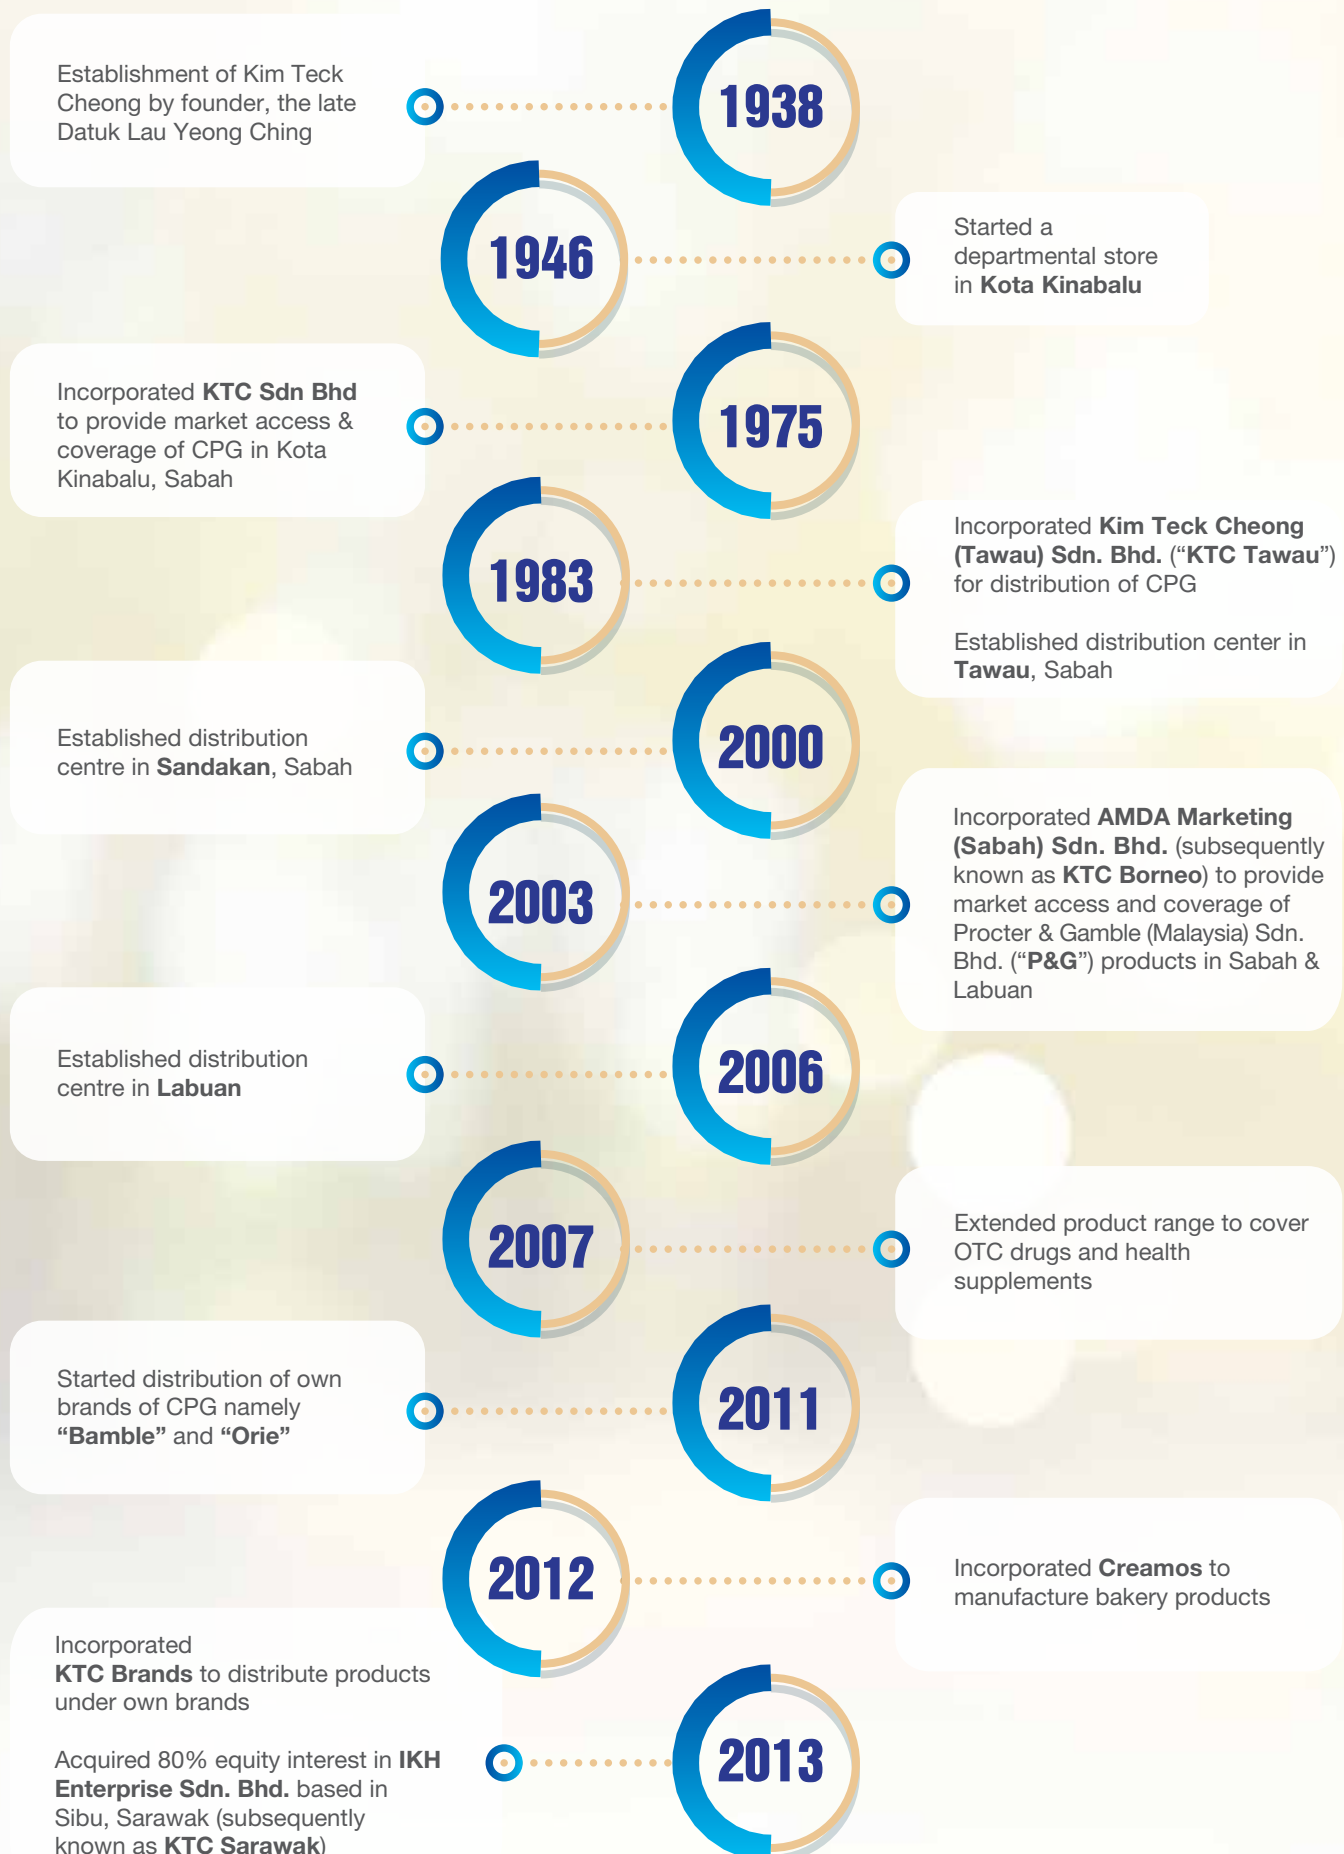 Establishment of Kim Teck
Cheong by founder, the late
Datuk Lau Yeong Ching
1938
1946
Started a
departmental store
in Kota Kinabalu
Incorporated KTC Sdn Bhd
to provide market access &
coverage of CPG in Kota
Kinabalu, Sabah
1975
1983
Incorporated Kim Teck Cheong
(Tawau) Sdn. Bhd. (“KTC Tawau”)
for distribution of CPG
Established distribution center in
Tawau, Sabah
Established distribution
centre in Sandakan, Sabah
2000
2003
Incorporated AMDA Marketing
(Sabah) Sdn. Bhd. (subsequently
known as KTC Borneo) to provide
market access and coverage of
Procter & Gamble (Malaysia) Sdn.
Bhd. (“P&G”) products in Sabah &
Labuan
Established distribution
centre in Labuan
2006
2007
Extended product range to cover
OTC drugs and health
supplements
Started distribution of own
brands of CPG namely
“Bamble” and “Orie”
2011
2012
Incorporated Creamos to
manufacture bakery products
Incorporated
KTC Brands to distribute products
under own brands
Acquired 80% equity interest in IKH
Enterprise Sdn. Bhd. based in
Sibu, Sarawak (subsequently
known as KTC Sarawak)
2013